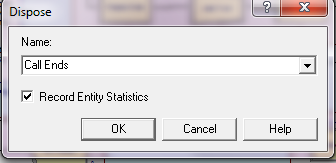 Dispose
?
Name:
Call Ends
Record Entity Statistics
OK
Cancel
Help